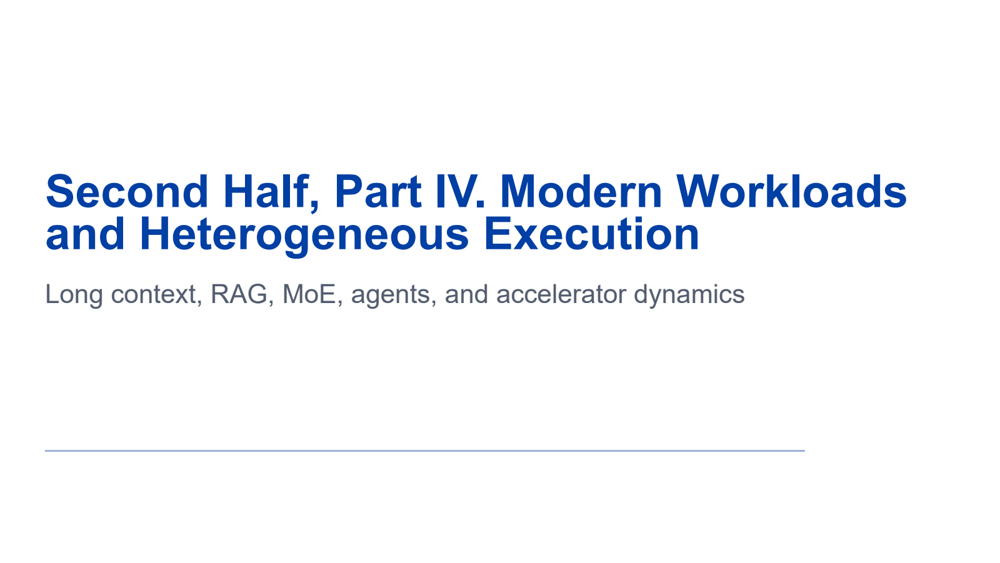 Second Half, Part IV. Modern Workloads
and Heterogeneous Execution
Long context, RAG, MoE, agents, and accelerator dynamics